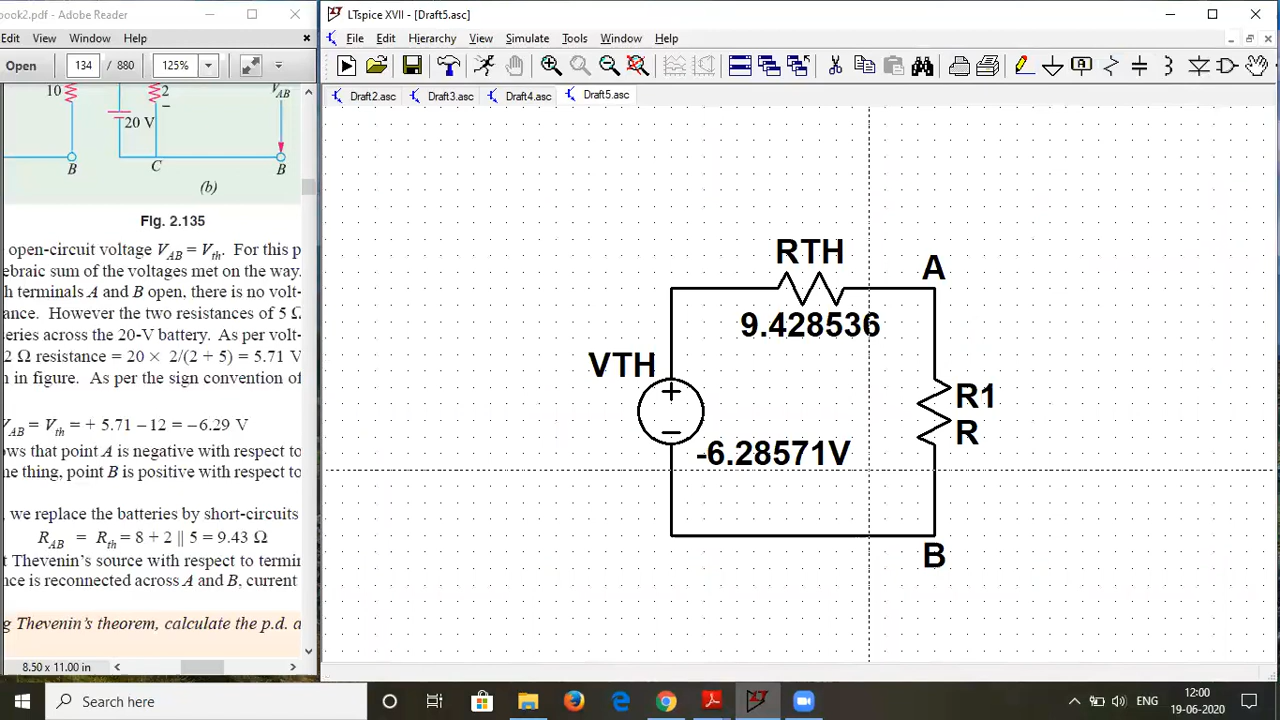 ook2.pdf - Adobe Reader
Edit View Window Help
Open 134 / 880 125%
10
2
V_AB
20 V
B
C
B
(b)
Fig. 2.135
open-circuit voltage V_AB = V_th. For this p
ebraic sum of the voltages met on the way.
h terminals A and B open, there is no volt-
ance. However the two resistances of 5 Ω
eries across the 20-V battery. As per volt-
2 Ω resistance = 20 × 2/(2 + 5) = 5.71 V
n in figure. As per the sign convention of
V_AB = V_th = + 5.71 – 12 = –6.29 V
ows that point A is negative with respect to
ne thing, point B is positive with respect to
, we replace the batteries by short-circuits
R_AB = R_th = 8 + 2 || 5 = 9.43 Ω
t Thevenin's source with respect to termin
nce is reconnected across A and B, current
g Thevenin's theorem, calculate the p.d. a
8.50 x 11.00 in
LTspice XVII - [Draft5.asc]
File Edit Hierarchy View Simulate Tools Window Help
Draft2.asc Draft3.asc Draft4.asc Draft5.asc
RTH
A
9.428536
VTH
R1
R
-6.28571V
B
Type here to search
ENG
12:00
19-06-2020